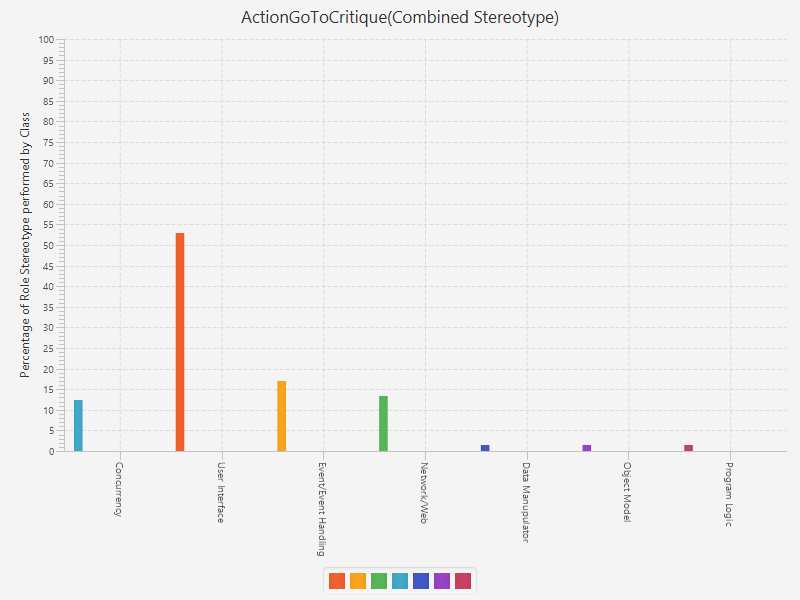 ActionGoToCritique(Combined Stereotype)
Percentage of Role Stereotype performed by Class
100
95
90
85
80
75
70
65
60
55
50
45
40
35
30
25
20
15
10
5
0
Concurrency
User Interface
Event/Event Handling
Network/Web
Data Manupulator
Object Model
Program Logic